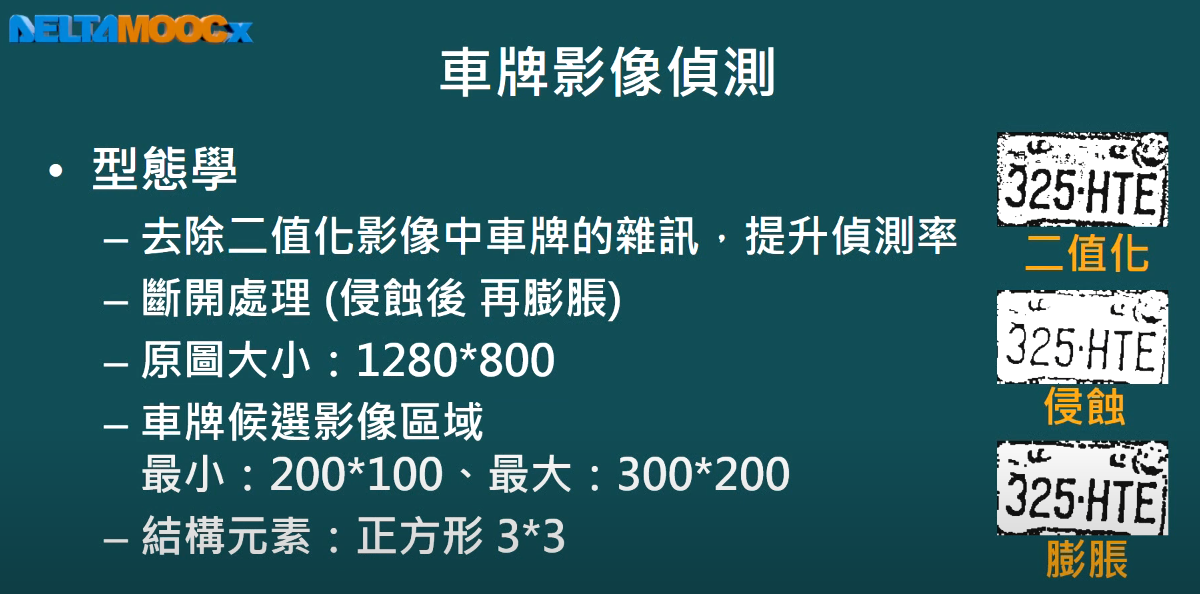 DELTAMOOCx
車牌影像偵測
• 型態學
– 去除二值化影像中車牌的雜訊，提升偵測率
– 斷開處理 (侵蝕後 再膨脹)
– 原圖大小：1280*800
– 車牌候選影像區域
最小：200*100、最大：300*200
– 結構元素：正方形 3*3
325·HTE
二值化
325·HTE
侵蝕
325·HTE
膨脹